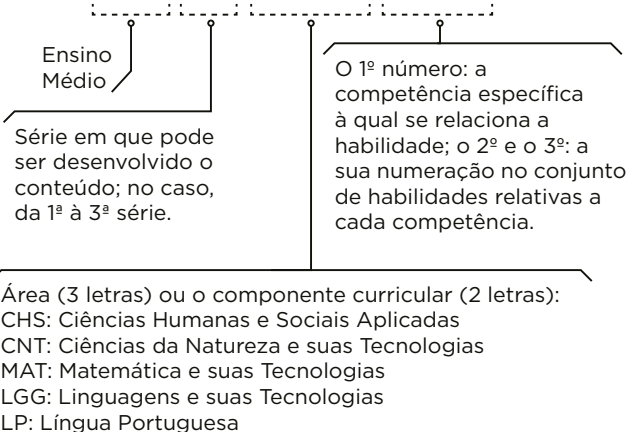 Ensino
Médio
Série em que pode
ser desenvolvido o
conteúdo; no caso,
da 1ª à 3ª série.
O 1º número: a
competência específica
à qual se relaciona a
habilidade; o 2º e o 3º: a
sua numeração no conjunto
de habilidades relativas a
cada competência.
Área (3 letras) ou o componente curricular (2 letras):
CHS: Ciências Humanas e Sociais Aplicadas
CNT: Ciências da Natureza e suas Tecnologias
MAT: Matemática e suas Tecnologias
LGG: Linguagens e suas Tecnologias
LP: Língua Portuguesa